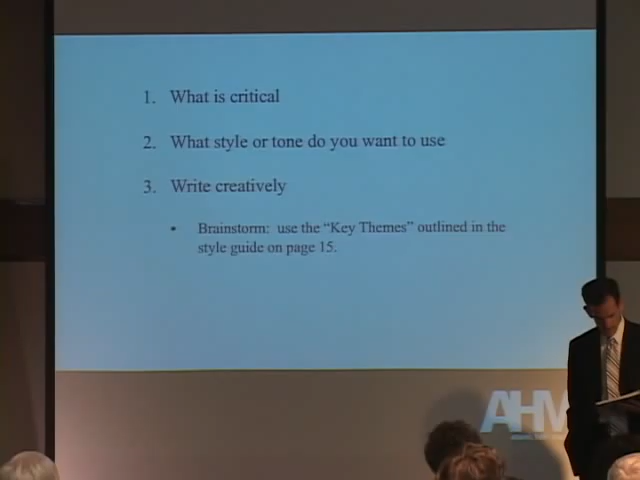 1. What is critical
2. What style or tone do you want to use
3. Write creatively
• Brainstorm: use the “Key Themes” outlined in the
style guide on page 15.
AHM